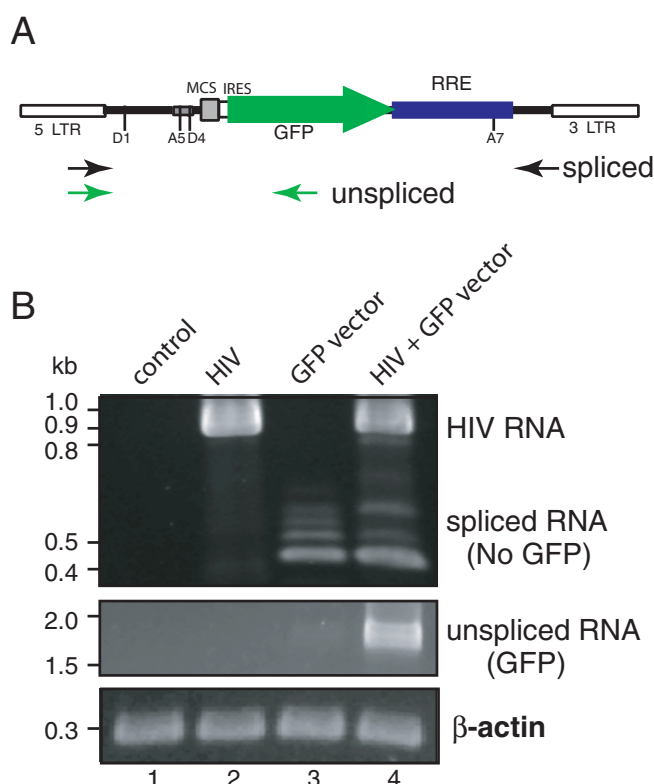 A
MCS IRES
RRE
5 LTR
D1
A5 D4
GFP
A7
3 LTR
spliced
unspliced
B
control
HIV
GFP vector
HIV + GFP vector
kb
1.0
0.9
0.8
HIV RNA
0.5
0.4
spliced RNA
(No GFP)
2.0
1.5
unspliced RNA
(GFP)
0.3
β-actin
1 2 3 4